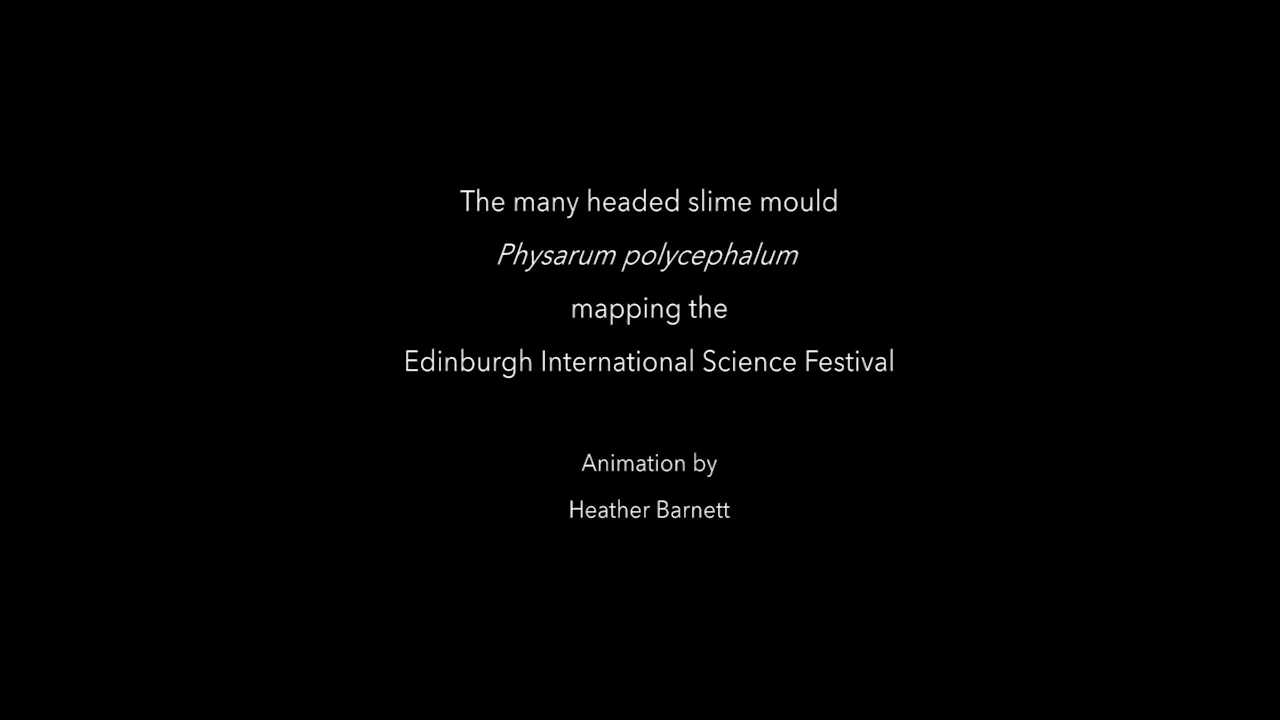 The many headed slime mould
Physarum polycephalum
mapping the
Edinburgh International Science Festival
Animation by
Heather Barnett